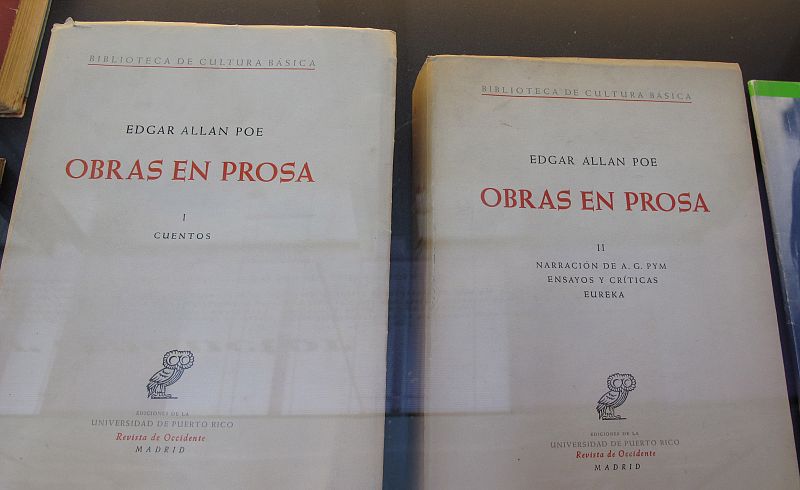 BIBLIOTECA DE CULTURA BÁSICA
EDGAR ALLAN POE
OBRAS EN PROSA
I
CUENTOS
EDICIONES DE LA
UNIVERSIDAD DE PUERTO RICO
Revista de Occidente
MADRID
BIBLIOTECA DE CULTURA BÁSICA
EDGAR ALLAN POE
OBRAS EN PROSA
II
NARRACIÓN DE A. G. PYM
ENSAYOS Y CRÍTICAS
EUREKA
EDICIONES DE LA
UNIVERSIDAD DE PUERTO RICO
Revista de Occidente
MADRID